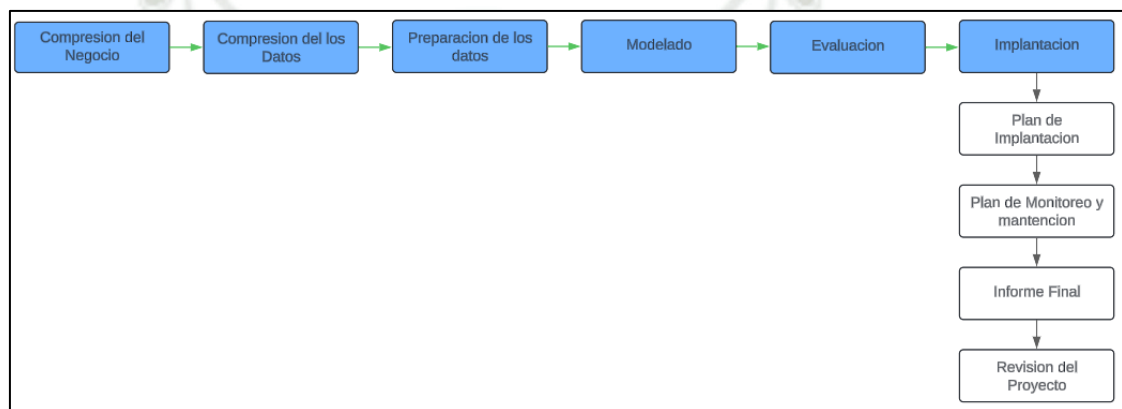 Compresion del
Negocio
Compresion del los
Datos
Preparacion de los
datos
Modelado
Evaluacion
Implantacion
Plan de
Implantacion
Plan de Monitoreo y
mantencion
Informe Final
Revision del
Proyecto